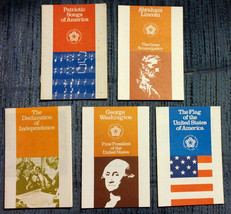 Patriotic
Songs
of America
Abraham
Lincoln
The Great
Emancipator
The
Declaration
of
Independence
George
Washington
First President
of the
United States
The Flag
of the
United States
of America